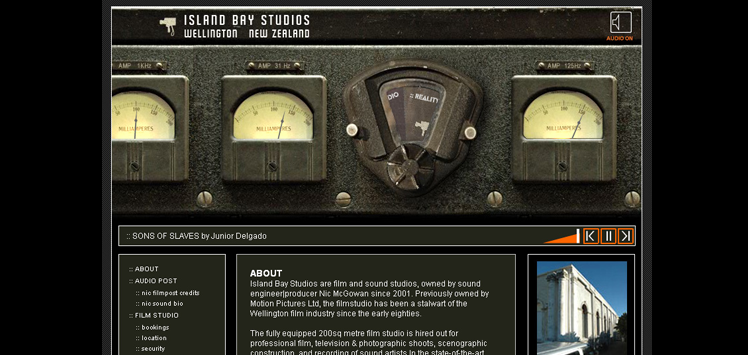 ISLAND BAY STUDIOS
WELLINGTON NEW ZEALAND
AUDIO ON
AMP 1KHz
AMP 31 Hz
AMP 125Hz
DIO :: REALITY
MILLIAMPERES
MILLIAMPERES
MILLIAMPERES
:: SONS OF SLAVES by Junior Delgado
:: ABOUT
:: AUDIO POST
:: nic filmpost credits
:: nic sound bio
:: FILM STUDIO
:: bookings
:: location
:: security
ABOUT
Island Bay Studios are film and sound studios, owned by sound
engineer|producer Nic McGowan since 2001. Previously owned by
Motion Pictures Ltd, the filmstudio has been a stalwart of the
Wellington film industry since the early eighties.
The fully equipped 200sq metre film studio is hired out for
professional film, television & photographic shoots, scenographic
construction, and recording of sound artists In the state-of-the-art